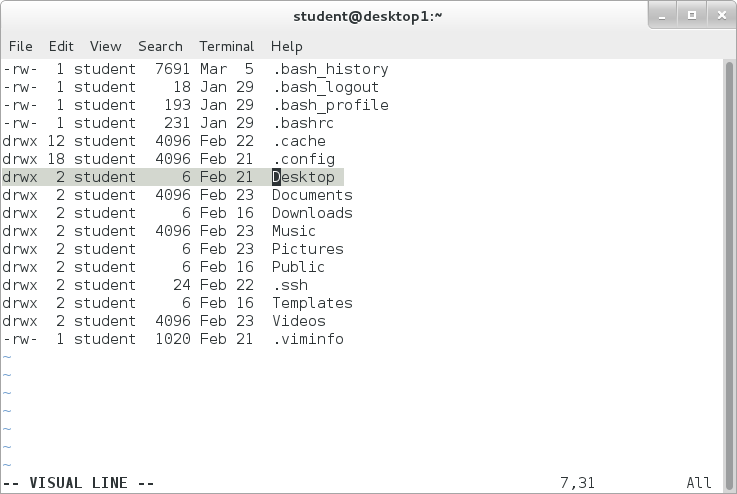 student@desktop1:~
File Edit View Search Terminal Help
-rw-  1 student  7691 Mar  5  .bash_history
-rw-  1 student    18 Jan 29  .bash_logout
-rw-  1 student   193 Jan 29  .bash_profile
-rw-  1 student   231 Jan 29  .bashrc
drwx 12 student  4096 Feb 22  .cache
drwx 18 student  4096 Feb 21  .config
drwx  2 student     6 Feb 21  Desktop
drwx  2 student  4096 Feb 23  Documents
drwx  2 student     6 Feb 16  Downloads
drwx  2 student  4096 Feb 23  Music
drwx  2 student     6 Feb 23  Pictures
drwx  2 student     6 Feb 16  Public
drwx  2 student    24 Feb 22  .ssh
drwx  2 student     6 Feb 16  Templates
drwx  2 student  4096 Feb 23  Videos
-rw-  1 student  1020 Feb 21  .viminfo
~
~
~
~
~
~
~
-- VISUAL LINE -- 7,31 All